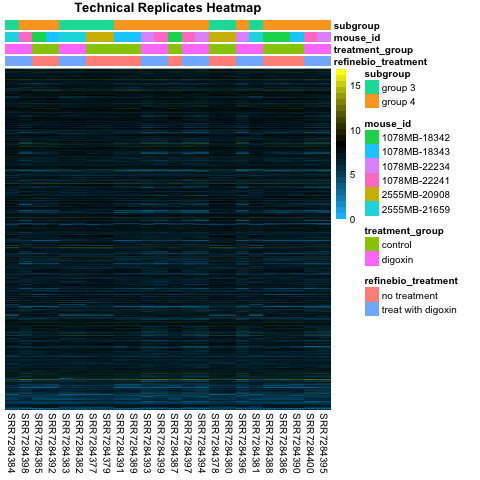 Technical Replicates Heatmap
subgroup
mouse_id
treatment_group
refinebio_treatment
15
10
5
0
subgroup
group 3
group 4
mouse_id
1078MB-18342
1078MB-18343
1078MB-22234
1078MB-22241
2555MB-20908
2555MB-21659
treatment_group
control
digoxin
refinebio_treatment
no treatment
treat with digoxin
SRR7284384
SRR7284398
SRR7284385
SRR7284392
SRR7284383
SRR7284382
SRR7284377
SRR7284379
SRR7284391
SRR7284389
SRR7284393
SRR7284399
SRR7284387
SRR7284397
SRR7284394
SRR7284378
SRR7284380
SRR7284396
SRR7284381
SRR7284388
SRR7284386
SRR7284390
SRR7284400
SRR7284395